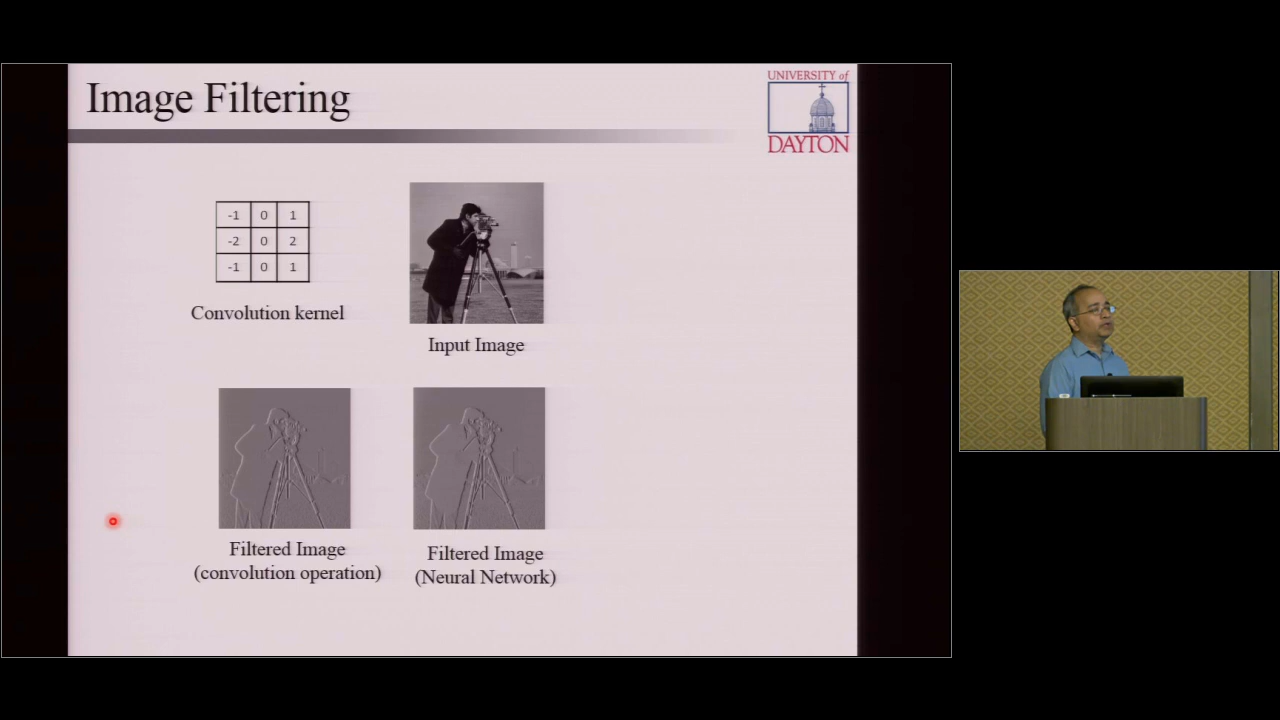 Image Filtering
UNIVERSITY of
DAYTON
-1 0 1
-2 0 2
-1 0 1
Convolution kernel
Input Image
Filtered Image
(convolution operation)
Filtered Image
(Neural Network)